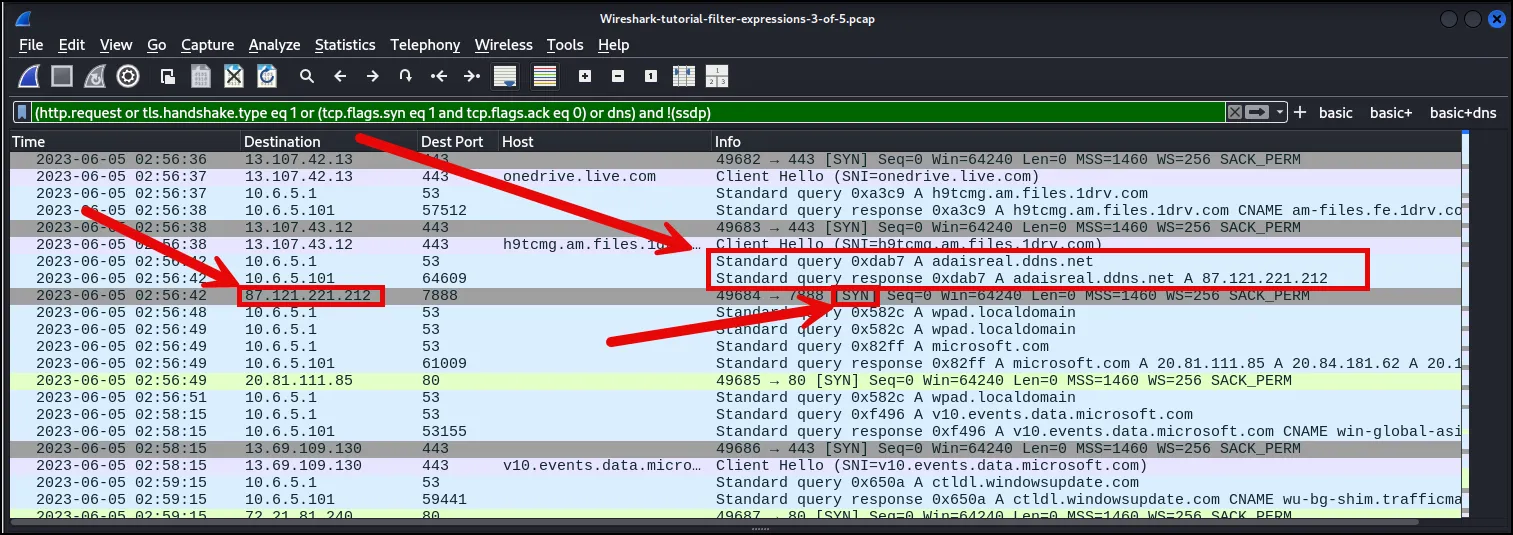 Wireshark-tutorial-filter-expressions-3-of-5.pcap
File Edit View Go Capture Analyze Statistics Telephony Wireless Tools Help
(http.request or tls.handshake.type eq 1 or (tcp.flags.syn eq 1 and tcp.flags.ack eq 0) or dns) and !(ssdp) + basic basic+ basic+dns
Time Destination Dest Port Host Info
2023-06-05 02:56:36 13.107.42.13 443 49682 → 443 [SYN] Seq=0 Win=64240 Len=0 MSS=1460 WS=256 SACK_PERM
2023-06-05 02:56:37 13.107.42.13 443 onedrive.live.com Client Hello (SNI=onedrive.live.com)
2023-06-05 02:56:37 10.6.5.1 53 Standard query 0xa3c9 A h9tcmg.am.files.1drv.com
2023-06-05 02:56:38 10.6.5.101 57512 Standard query response 0xa3c9 A h9tcmg.am.files.1drv.com CNAME am-files.fe.1drv.co
2023-06-05 02:56:38 13.107.43.12 443 49683 → 443 [SYN] Seq=0 Win=64240 Len=0 MSS=1460 WS=256 SACK_PERM
2023-06-05 02:56:38 13.107.43.12 443 h9tcmg.am.files.1d… Client Hello (SNI=h9tcmg.am.files.1drv.com)
2023-06-05 02:56:42 10.6.5.1 53 Standard query 0xdab7 A adaisreal.ddns.net
2023-06-05 02:56:42 10.6.5.101 64609 Standard query response 0xdab7 A adaisreal.ddns.net A 87.121.221.212
2023-06-05 02:56:42 87.121.221.212 7888 49684 → 7888 [SYN] Seq=0 Win=64240 Len=0 MSS=1460 WS=256 SACK_PERM
2023-06-05 02:56:48 10.6.5.1 53 Standard query 0x582c A wpad.localdomain
2023-06-05 02:56:49 10.6.5.1 53 Standard query 0x582c A wpad.localdomain
2023-06-05 02:56:49 10.6.5.1 53 Standard query 0x82ff A microsoft.com
2023-06-05 02:56:49 10.6.5.101 61009 Standard query response 0x82ff A microsoft.com A 20.81.111.85 A 20.84.181.62 A 20.1
2023-06-05 02:56:49 20.81.111.85 80 49685 → 80 [SYN] Seq=0 Win=64240 Len=0 MSS=1460 WS=256 SACK_PERM
2023-06-05 02:56:51 10.6.5.1 53 Standard query 0x582c A wpad.localdomain
2023-06-05 02:58:15 10.6.5.1 53 Standard query 0xf496 A v10.events.data.microsoft.com
2023-06-05 02:58:15 10.6.5.101 53155 Standard query response 0xf496 A v10.events.data.microsoft.com CNAME win-global-asi
2023-06-05 02:58:15 13.69.109.130 443 49686 → 443 [SYN] Seq=0 Win=64240 Len=0 MSS=1460 WS=256 SACK_PERM
2023-06-05 02:58:15 13.69.109.130 443 v10.events.data.micro… Client Hello (SNI=v10.events.data.microsoft.com)
2023-06-05 02:59:15 10.6.5.1 53 Standard query 0x650a A ctldl.windowsupdate.com
2023-06-05 02:59:15 10.6.5.101 59441 Standard query response 0x650a A ctldl.windowsupdate.com CNAME wu-bg-shim.trafficma
2023-06-05 02:59:15 72.21.81.240 80 49687 → 80 [SYN] Seq=0 Win=64240 Len=0 MSS=1460 WS=256 SACK_PERM